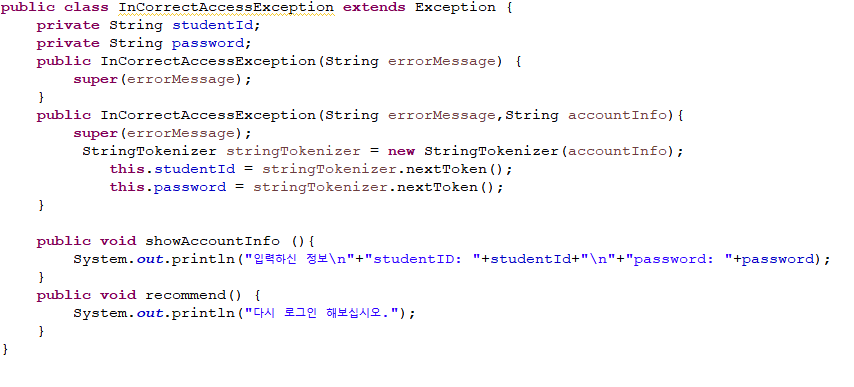 public class InCorrectAccessException extends Exception {
private String studentId;
private String password;
public InCorrectAccessException(String errorMessage) {
super(errorMessage);
}
public InCorrectAccessException(String errorMessage,String accountInfo){
super(errorMessage);
StringTokenizer stringTokenizer = new StringTokenizer(accountInfo);
this.studentId = stringTokenizer.nextToken();
this.password = stringTokenizer.nextToken();
}
public void showAccountInfo (){
System.out.println("입력하신 정보\n"+"studentID: "+studentId+"\n"+"password: "+password);
}
public void recommend() {
System.out.println("다시 로그인 해보십시오.");
}
}